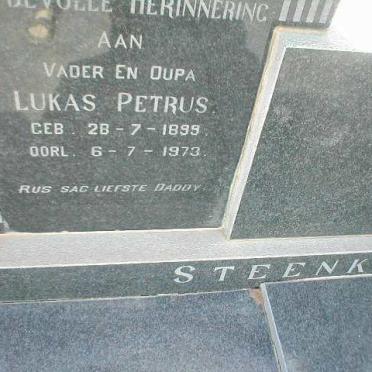 DEVOLLE HERINNERING
AAN
VADER EN OUPA
LUKAS PETRUS.
GEB. 28-7-1899.
OORL. 6-7-1973.
RUS SAG LIEFSTE DADDY.
STEENK